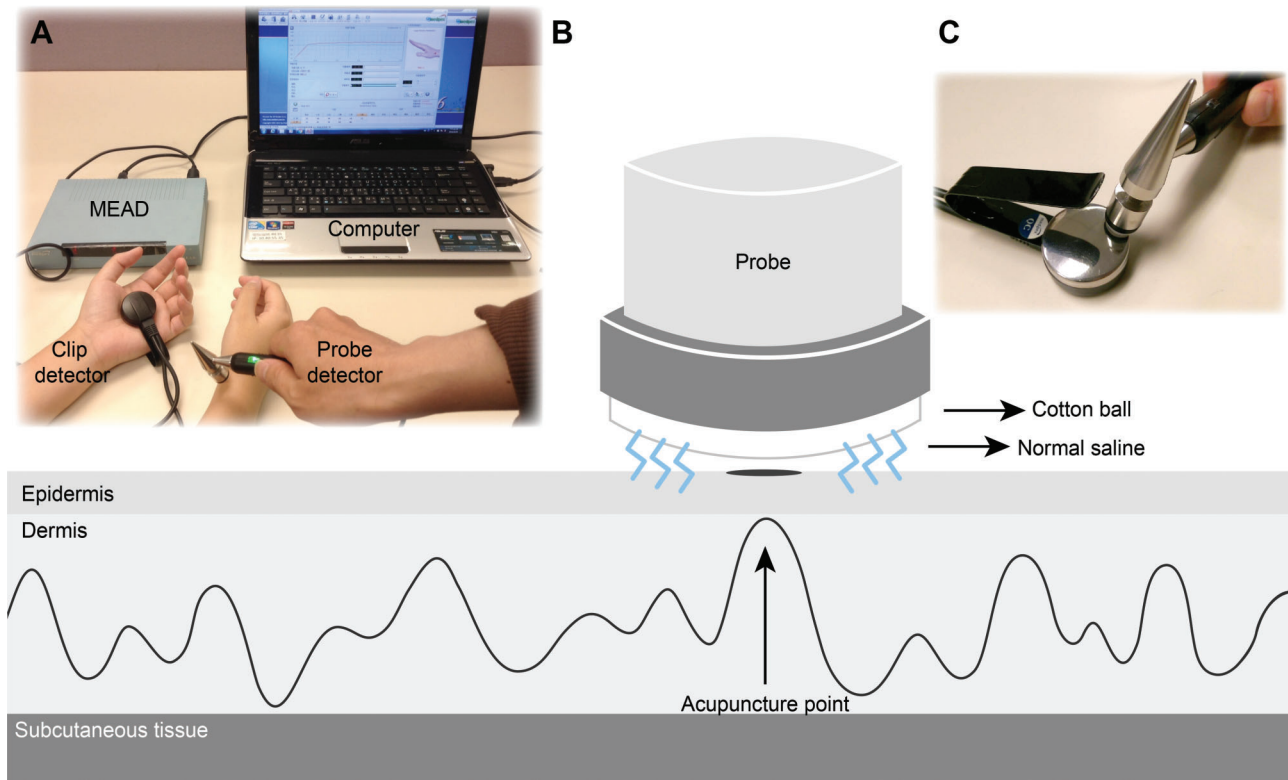 A
MEAD
Computer
Clip
detector
Probe
detector
B
Probe
Cotton ball
Normal saline
C
Epidermis
Dermis
Acupuncture point
Subcutaneous tissue